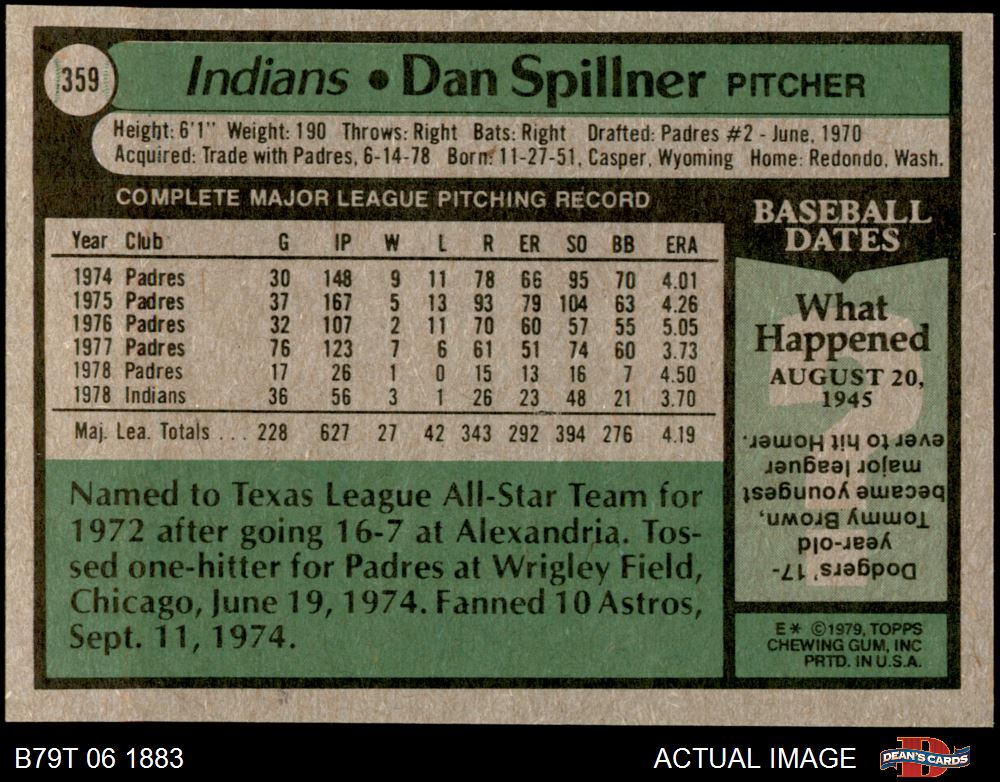 359
Indians • Dan Spillner PITCHER
Height: 6'1" Weight: 190 Throws: Right Bats: Right Drafted: Padres #2 - June, 1970
Acquired: Trade with Padres, 6-14-78 Born: 11-27-51, Casper, Wyoming Home: Redondo, Wash.
COMPLETE MAJOR LEAGUE PITCHING RECORD
Year Club G IP W L R ER SO BB ERA
1974 Padres 30 148 9 11 78 66 95 70 4.01
1975 Padres 37 167 5 13 93 79 104 63 4.26
1976 Padres 32 107 2 11 70 60 57 55 5.05
1977 Padres 76 123 7 6 61 51 74 60 3.73
1978 Padres 17 26 1 0 15 13 16 7 4.50
1978 Indians 36 56 3 1 26 23 48 21 3.70
Maj. Lea. Totals ... 228 627 27 42 343 292 394 276 4.19
Named to Texas League All-Star Team for
1972 after going 16-7 at Alexandria. Tos-
sed one-hitter for Padres at Wrigley Field,
Chicago, June 19, 1974. Fanned 10 Astros,
Sept. 11, 1974.
BASEBALL
DATES
What
Happened
AUGUST 20,
1945
Dodgers' 17-
year-old
Tommy Brown,
became youngest
major leaguer
ever to hit Homer.
E* ©1979, TOPPS
CHEWING GUM, INC
PRTD. IN U.S.A.
B79T 06 1883
ACTUAL IMAGE
DEAN'S CARDS